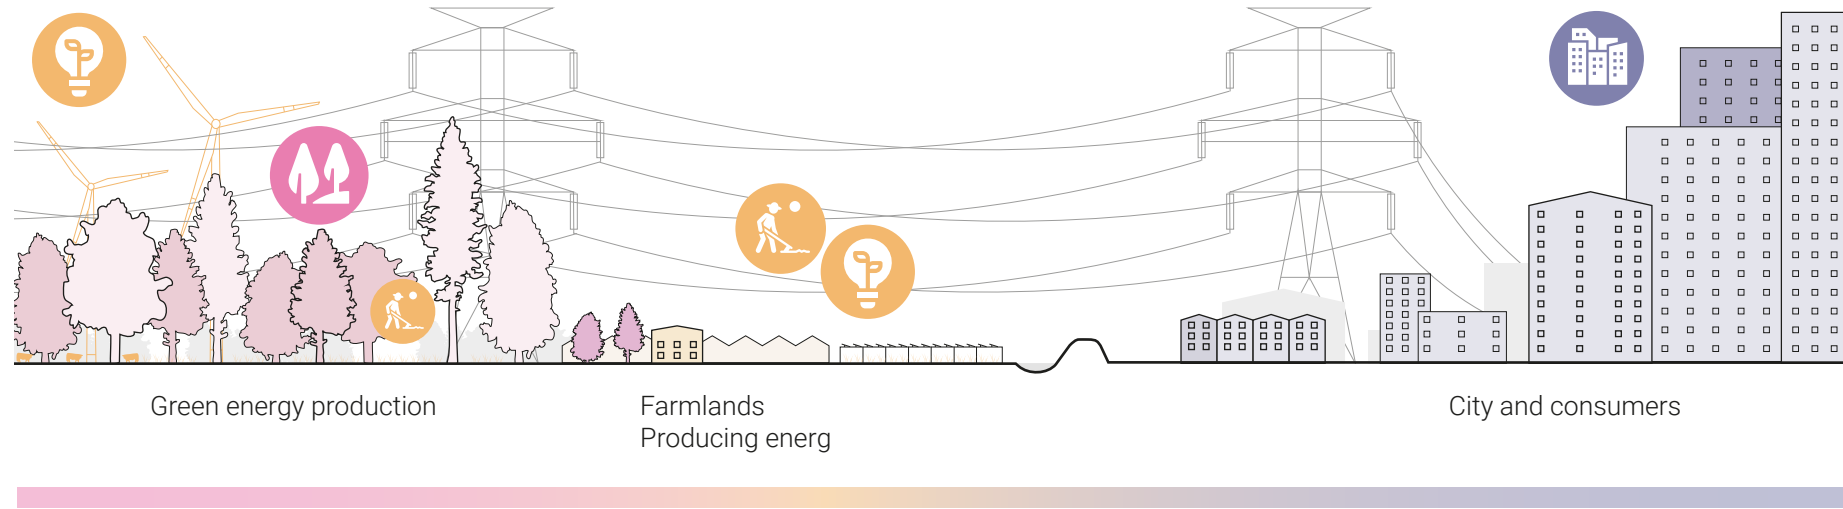 Green energy production
Farmlands
Producing energ
City and consumers